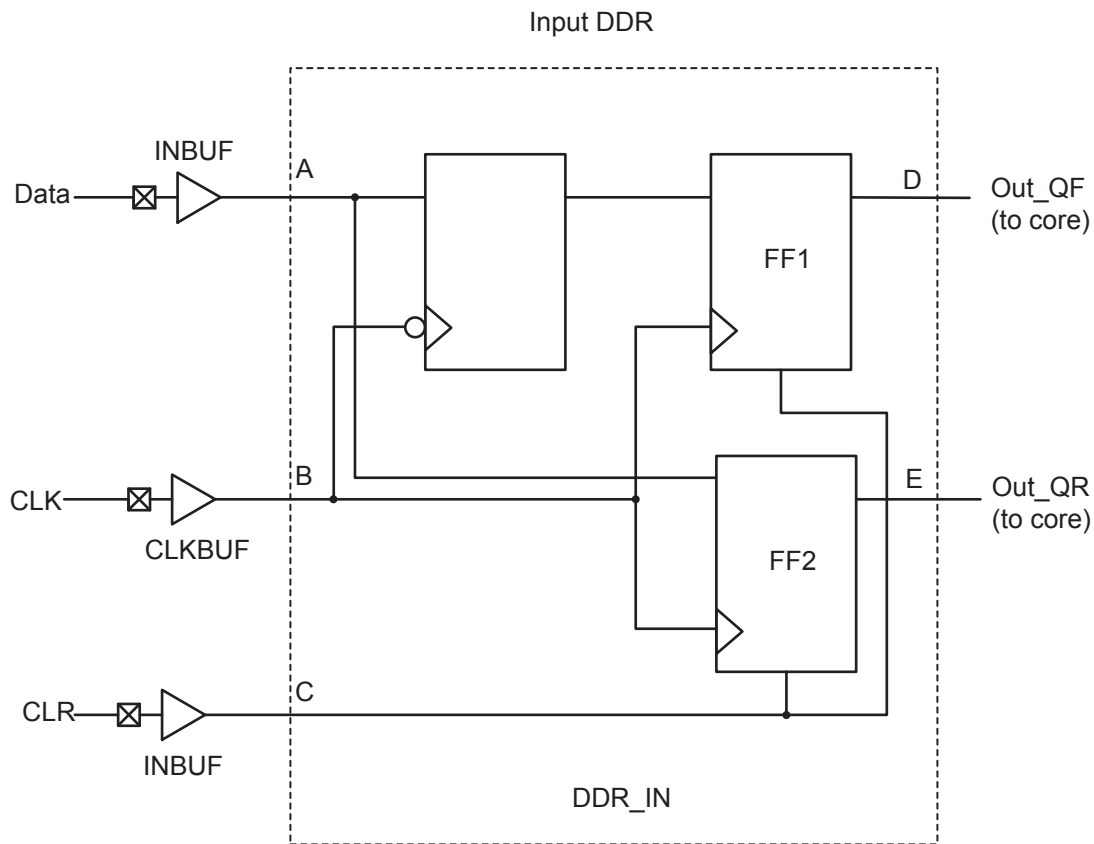 Input DDR
INBUF
A
Data
D
Out_QF
(to core)
FF1
B
CLK
E
Out_QR
(to core)
CLKBUF
FF2
C
CLR
INBUF
DDR_IN